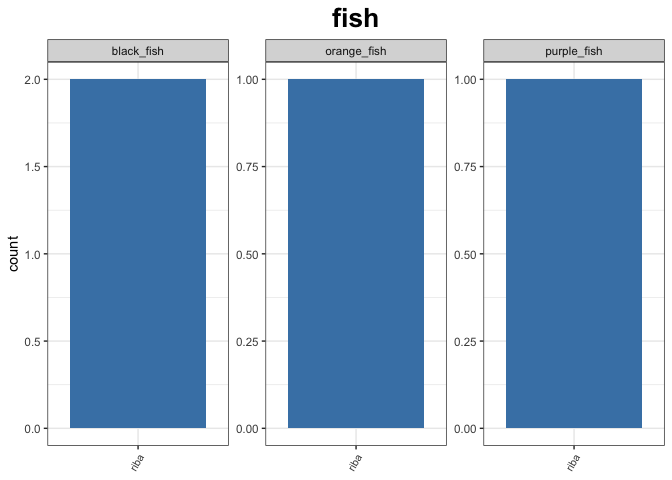 fish
black_fish orange_fish purple_fish
2.0 1.00 1.00
1.5 0.75 0.75
1.0 0.50 0.50
count
0.5 0.25 0.25
0.0 0.00 0.00
riba riba riba